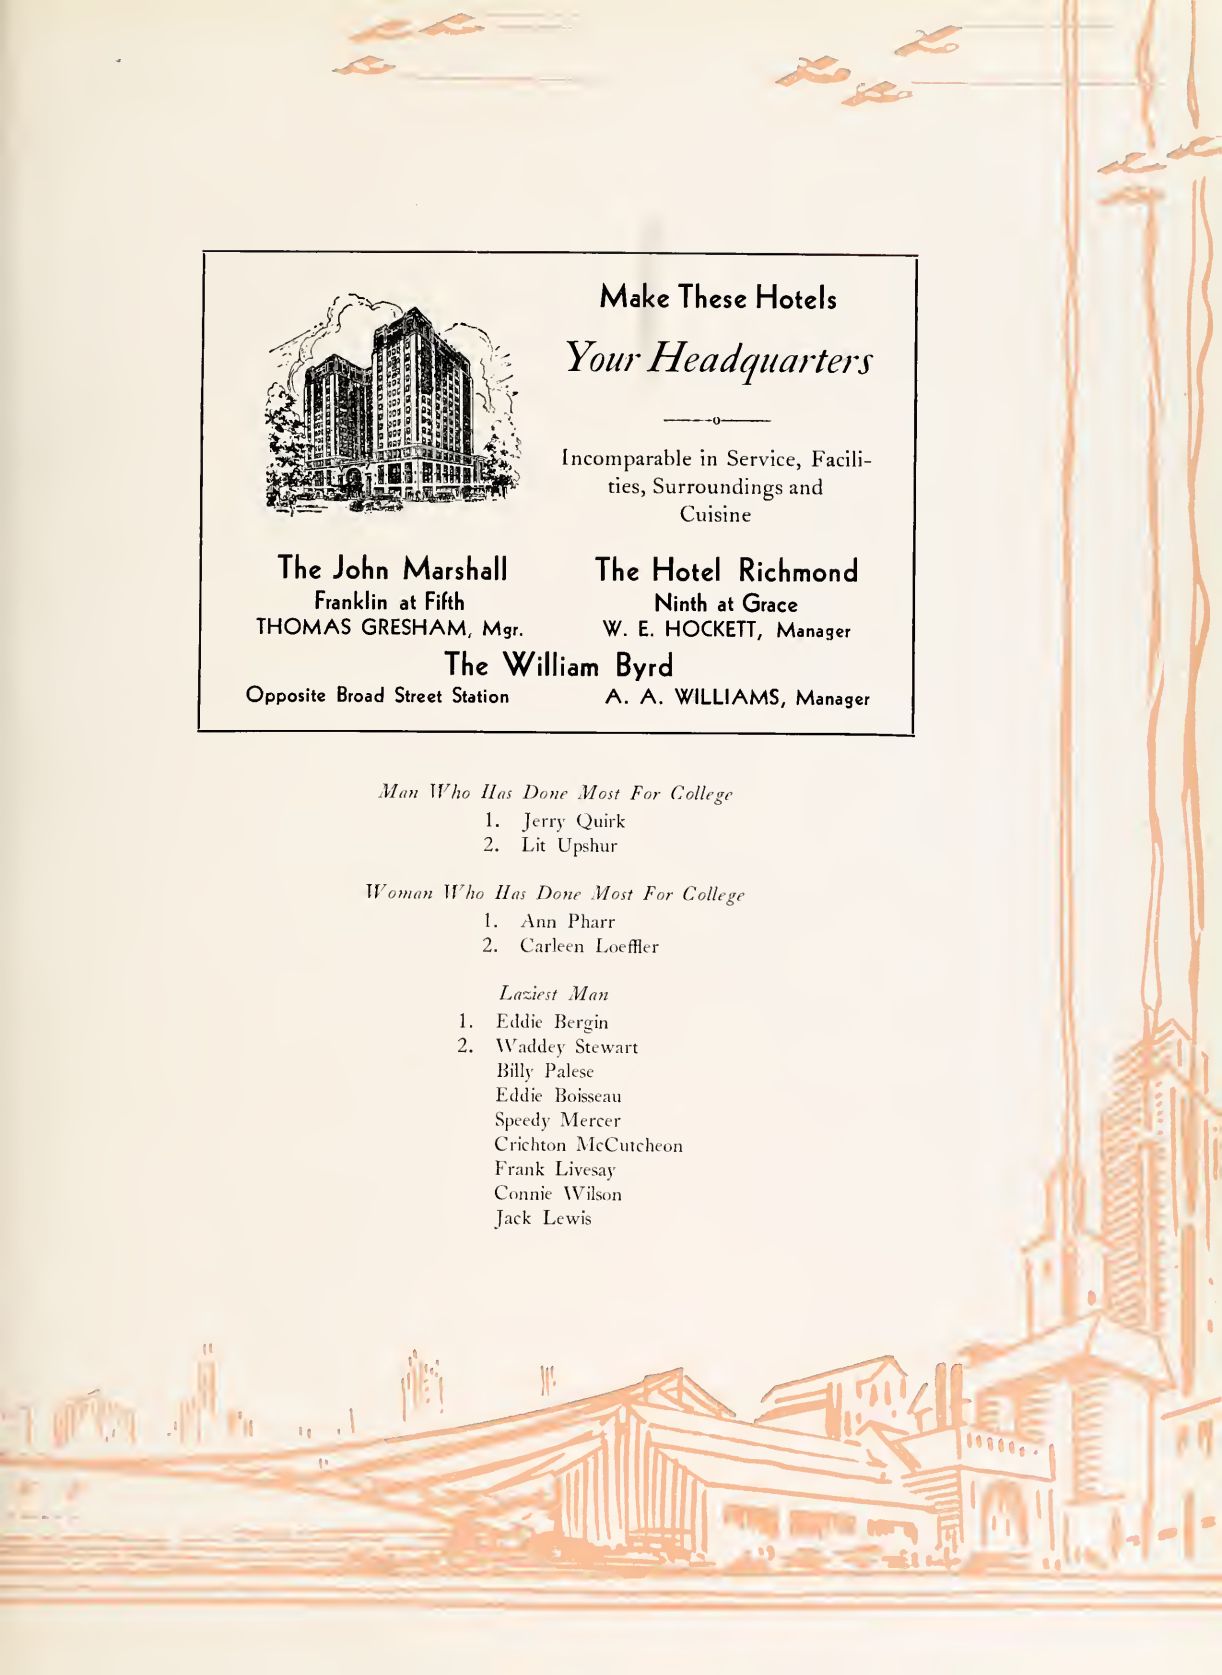 Make These Hotels
Your Headquarters
Incomparable in Service, Facili-
ties, Surroundings and
Cuisine
The John Marshall
Franklin at Fifth
THOMAS GRESHAM, Mgr.
The Hotel Richmond
Ninth at Grace
W. E. HOCKETT, Manager
The William Byrd
Opposite Broad Street Station
A. A. WILLIAMS, Manager
Man Who Has Done Most For College
1. Jerry Quirk
2. Lit Upshur
Woman Who Has Done Most For College
1. Ann Pharr
2. Carleen Loeffler
Laziest Man
1. Eddie Bergin
2. Waddey Stewart
Billy Palese
Eddie Boisseau
Speedy Mercer
Crichton McCutcheon
Frank Livesay
Connie Wilson
Jack Lewis